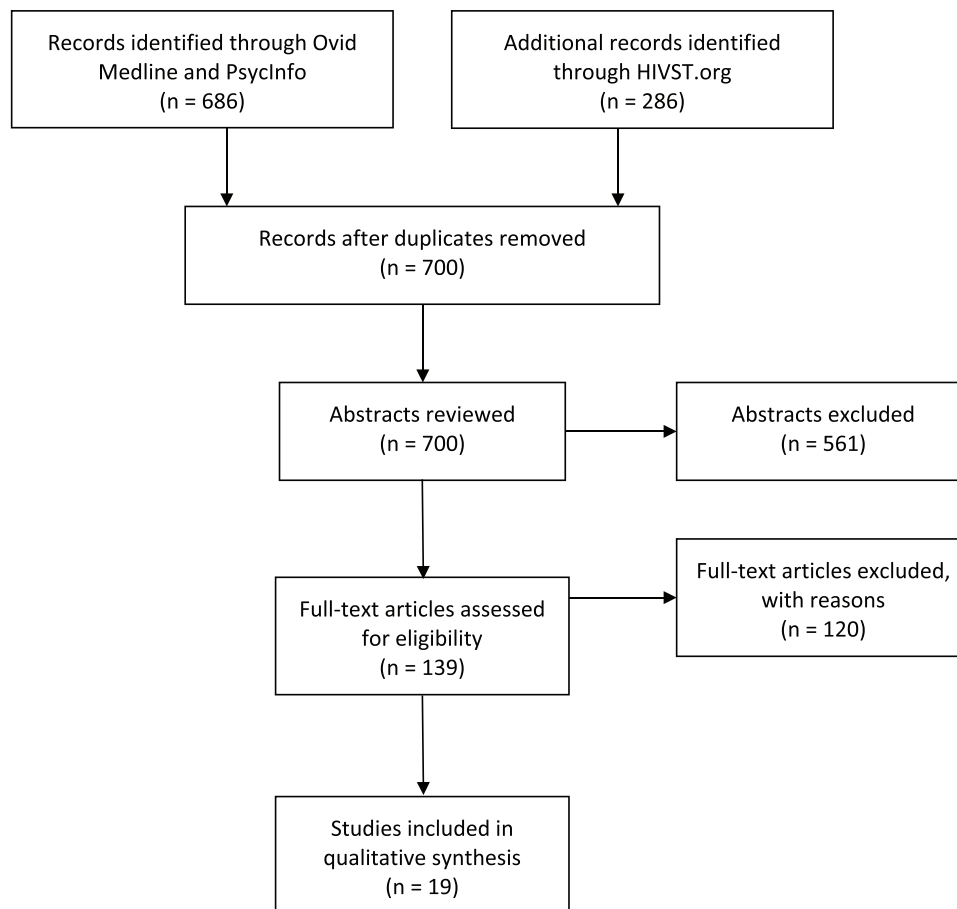 Records identified through Ovid
Medline and PsycInfo
(n = 686)
Additional records identified
through HIVST.org
(n = 286)
Records after duplicates removed
(n = 700)
Abstracts reviewed
(n = 700)
Abstracts excluded
(n = 561)
Full-text articles assessed
for eligibility
(n = 139)
Full-text articles excluded,
with reasons
(n = 120)
Studies included in
qualitative synthesis
(n = 19)